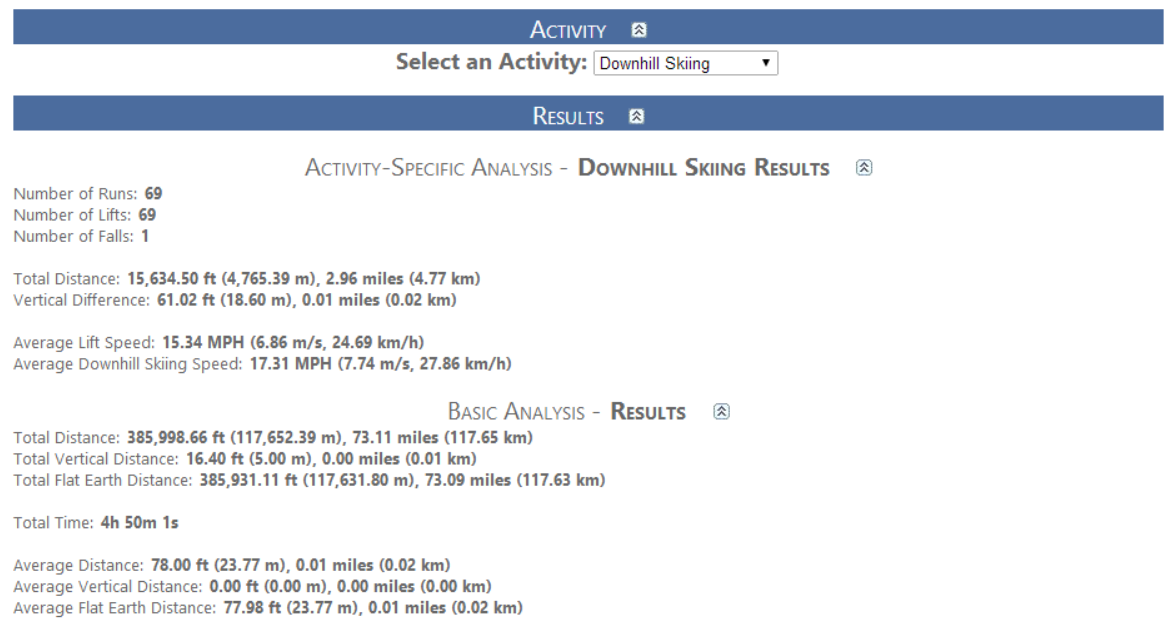 Activity
Select an Activity: Downhill Skiing
Results
Activity-Specific Analysis - Downhill Skiing Results
Number of Runs: 69
Number of Lifts: 69
Number of Falls: 1
Total Distance: 15,634.50 ft (4,765.39 m), 2.96 miles (4.77 km)
Vertical Difference: 61.02 ft (18.60 m), 0.01 miles (0.02 km)
Average Lift Speed: 15.34 MPH (6.86 m/s, 24.69 km/h)
Average Downhill Skiing Speed: 17.31 MPH (7.74 m/s, 27.86 km/h)
Basic Analysis - Results
Total Distance: 385,998.66 ft (117,652.39 m), 73.11 miles (117.65 km)
Total Vertical Distance: 16.40 ft (5.00 m), 0.00 miles (0.01 km)
Total Flat Earth Distance: 385,931.11 ft (117,631.80 m), 73.09 miles (117.63 km)
Total Time: 4h 50m 1s
Average Distance: 78.00 ft (23.77 m), 0.01 miles (0.02 km)
Average Vertical Distance: 0.00 ft (0.00 m), 0.00 miles (0.00 km)
Average Flat Earth Distance: 77.98 ft (23.77 m), 0.01 miles (0.02 km)